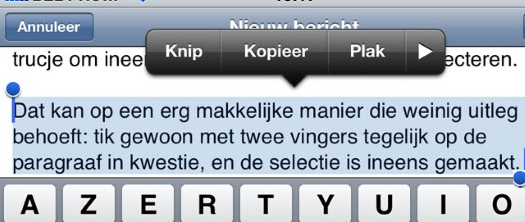 Annuleer Nieuw bericht
Knip Kopieer Plak
trucje om ineen ecteren.
Dat kan op een erg makkelijke manier die weinig uitleg
behoeft: tik gewoon met twee vingers tegelijk op de
paragraaf in kwestie, en de selectie is ineens gemaakt.
A Z E R T Y U I O